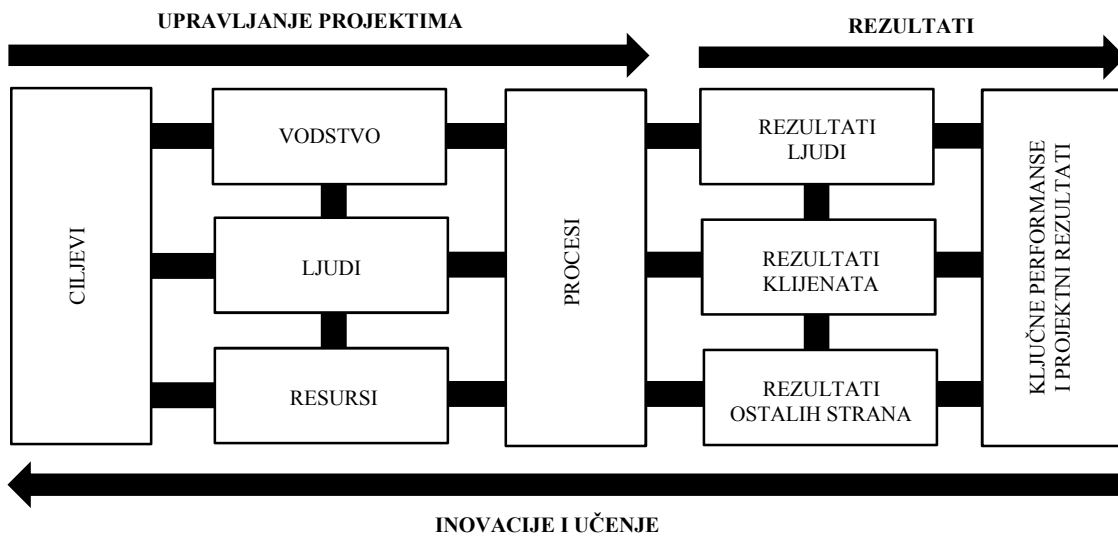 UPRAVLJANJE PROJEKTIMA
REZULTATI
CILJEVI
VODSTVO
LJUDI
RESURSI
PROCESI
REZULTATI
LJUDI
REZULTATI
KLIJENATA
REZULTATI
OSTALIH STRANA
KLJUČNE PERFORMANSE
I PROJEKTNI REZULTATI
INOVACIJE I UČENJE